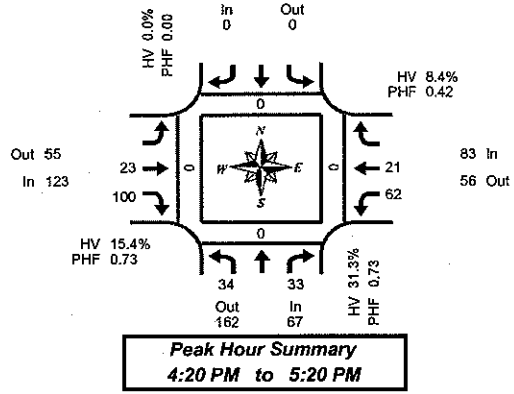 In Out
0 0
HV 0.0%
PHF 0.00
HV 8.4%
PHF 0.42
0
Out 55
In 123
23
100
0
N
W E
S
0
21
62
83 In
56 Out
0
HV 15.4%
PHF 0.73
HV 31.3%
PHF 0.73
34 33
Out In
162 67
Peak Hour Summary
4:20 PM to 5:20 PM